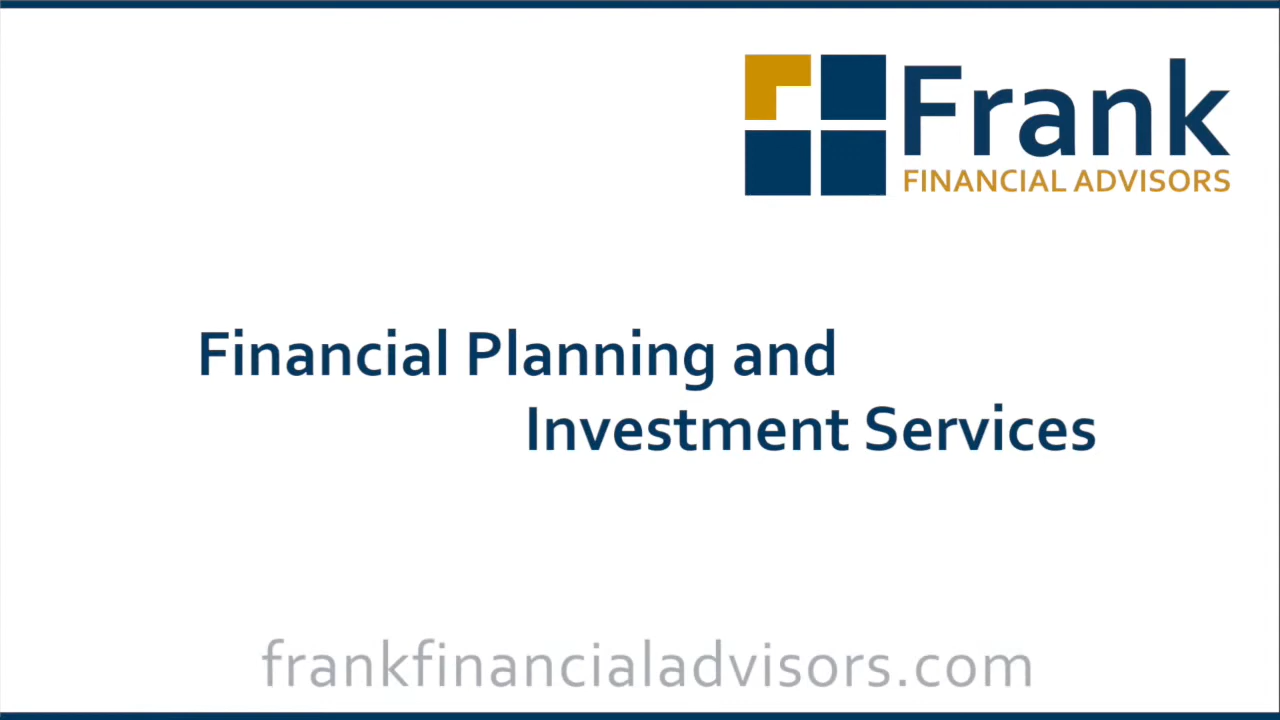 Frank
FINANCIAL ADVISORS
Financial Planning and
Investment Services
frankfinancialadvisors.com